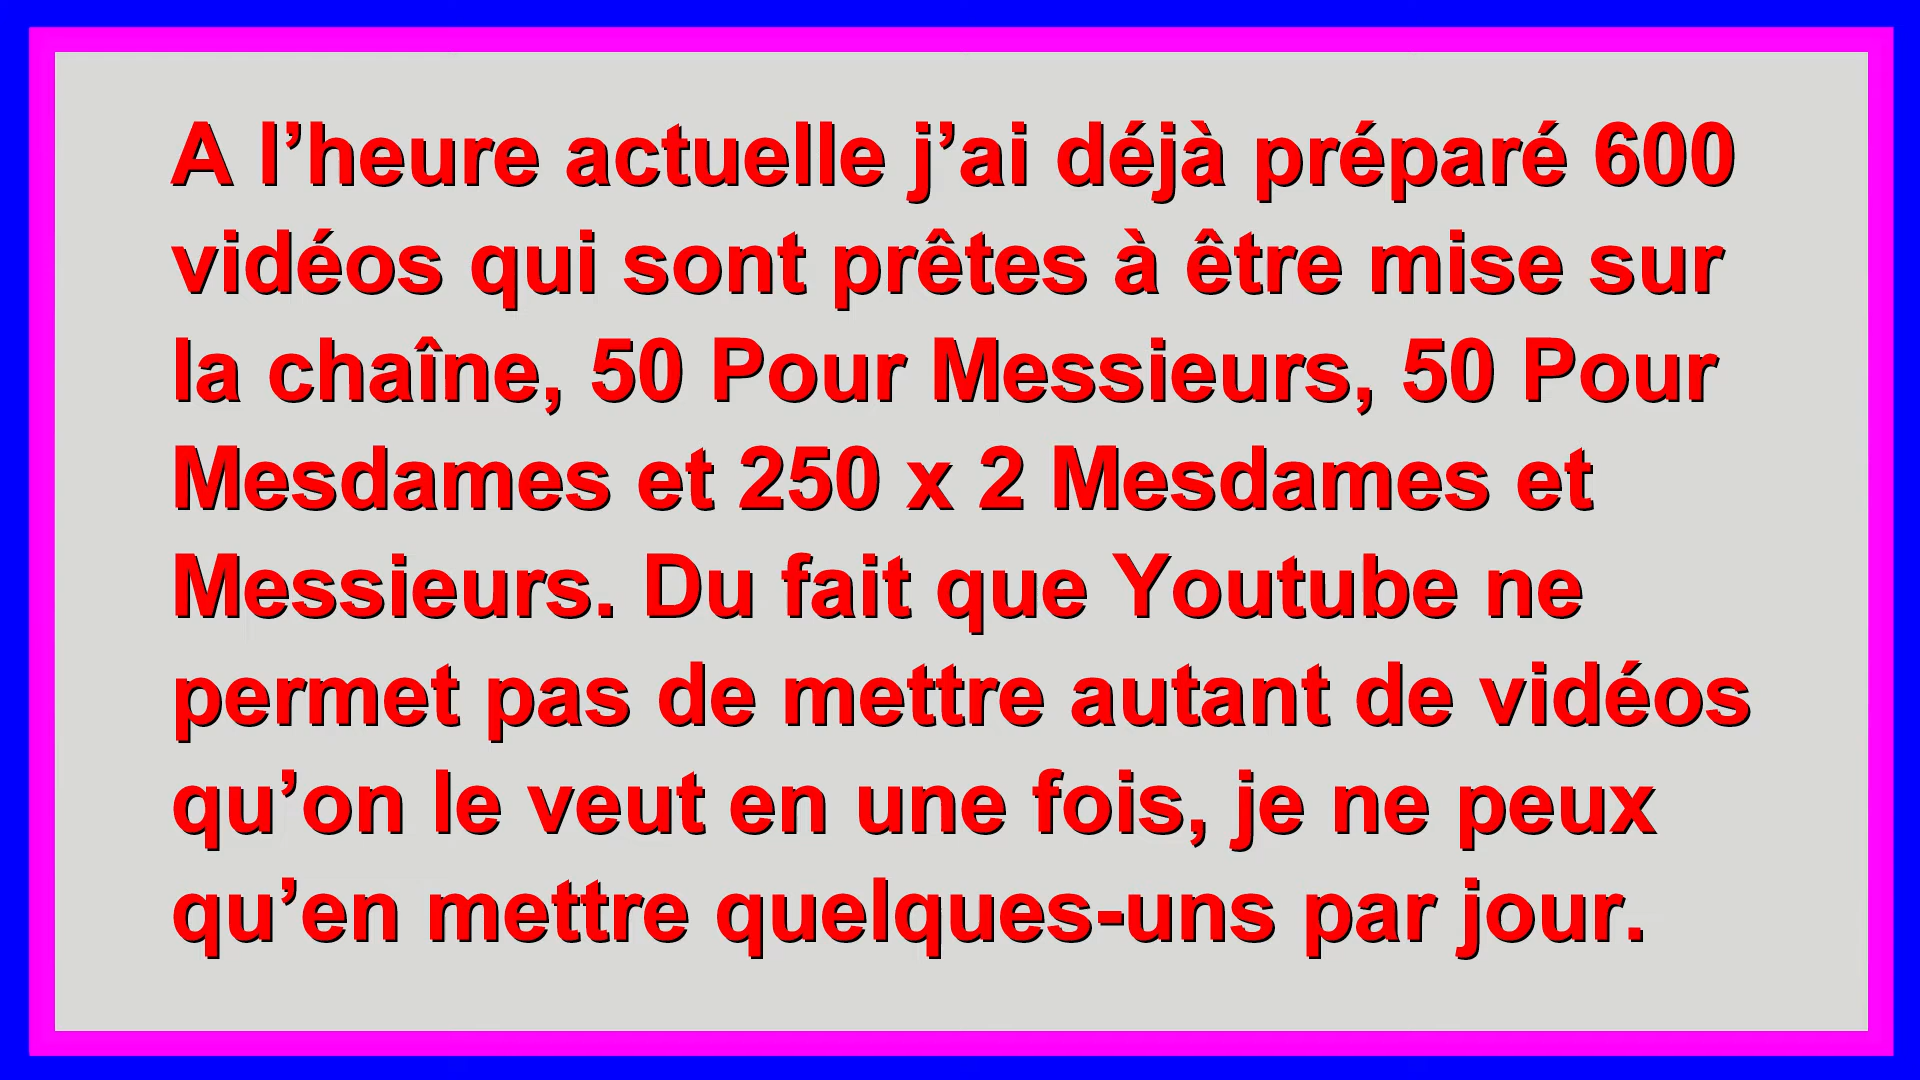 A l’heure actuelle j’ai déjà préparé 600
vidéos qui sont prêtes à être mise sur
la chaîne, 50 Pour Messieurs, 50 Pour
Mesdames et 250 x 2 Mesdames et
Messieurs. Du fait que Youtube ne
permet pas de mettre autant de vidéos
qu’on le veut en une fois, je ne peux
qu’en mettre quelques-uns par jour.